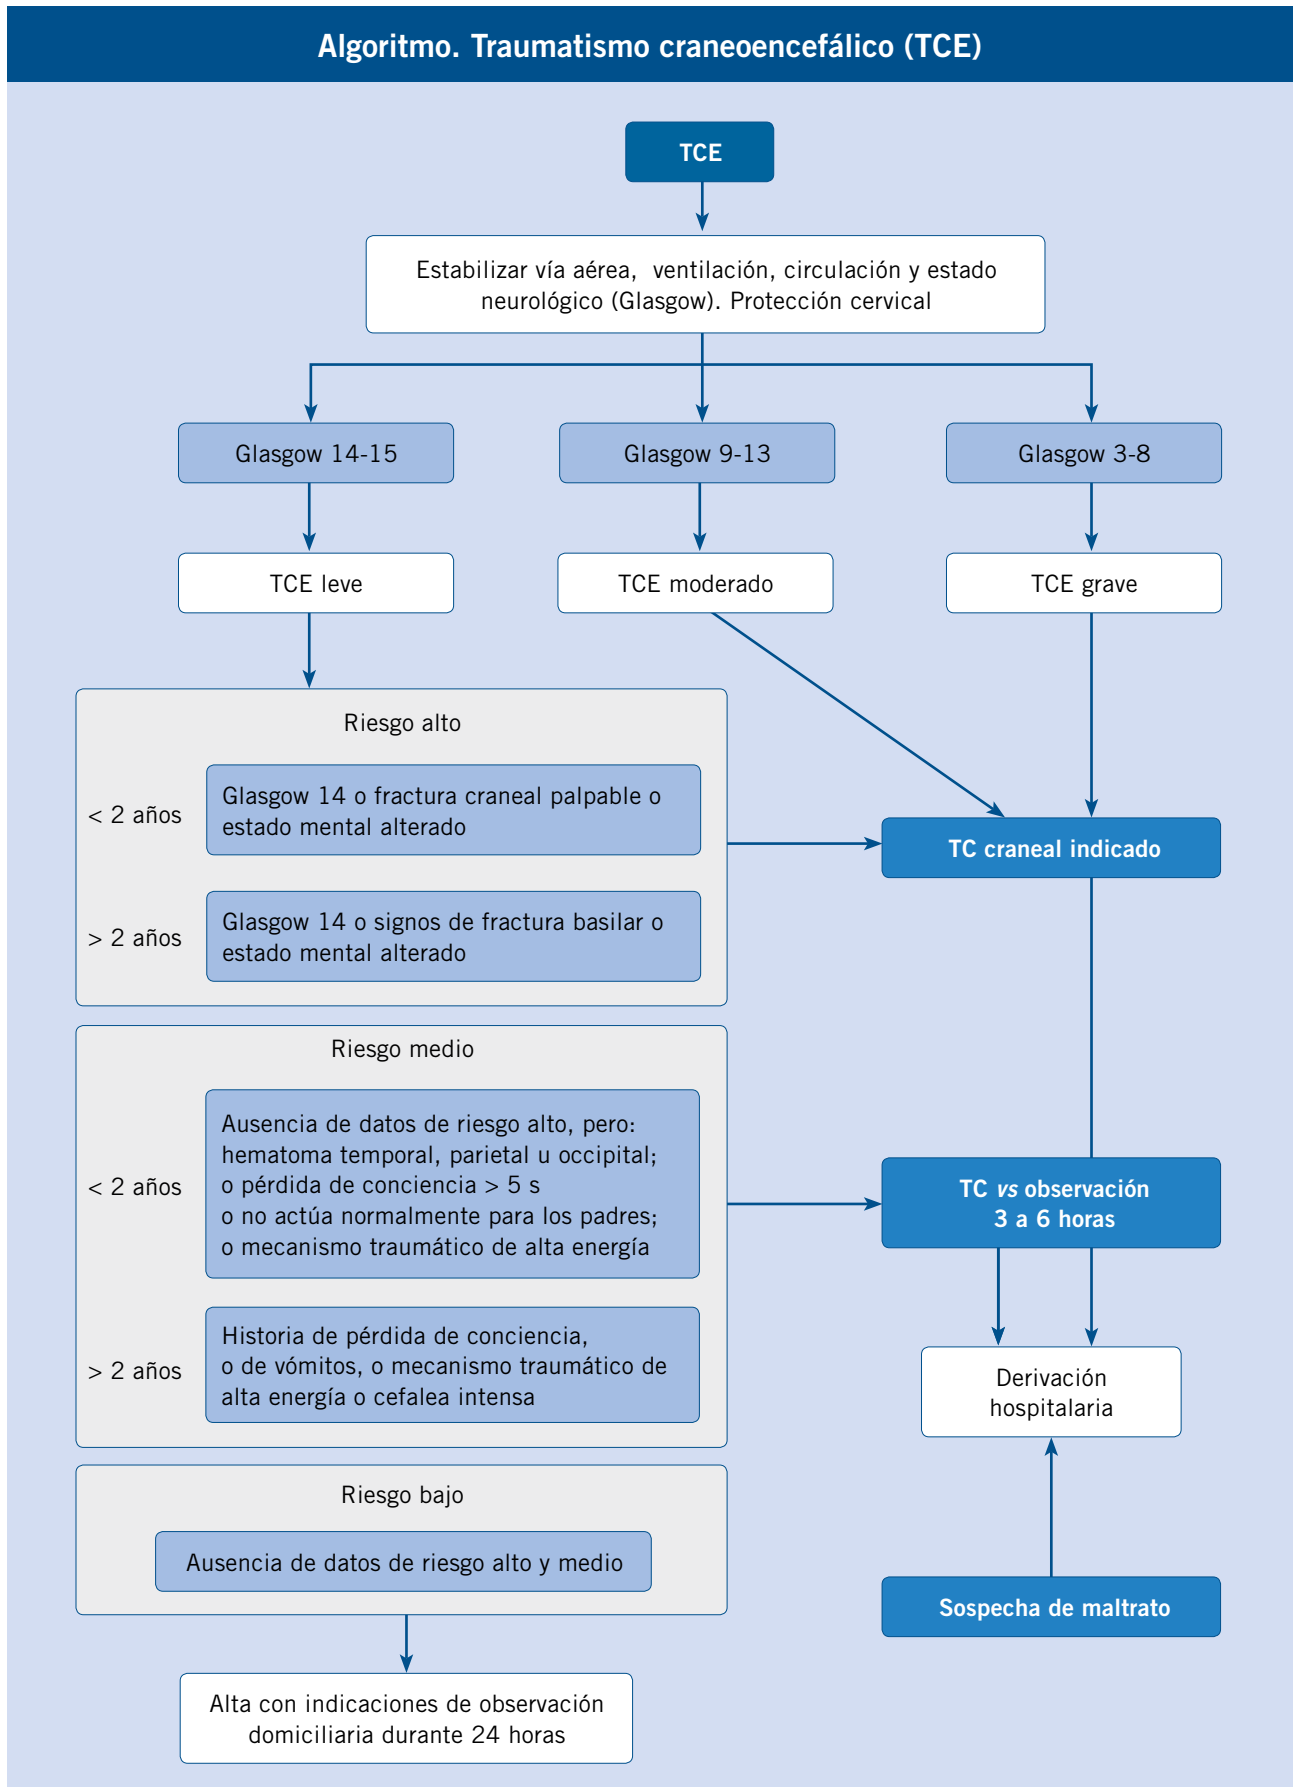 Algoritmo. Traumatismo craneoencefálico (TCE)
TCE
Estabilizar vía aérea, ventilación, circulación y estado
neurológico (Glasgow). Protección cervical
Glasgow 14-15
Glasgow 9-13
Glasgow 3-8
TCE leve
TCE moderado
TCE grave
Riesgo alto
< 2 años
Glasgow 14 o fractura craneal palpable o
estado mental alterado
> 2 años
Glasgow 14 o signos de fractura basilar o
estado mental alterado
TC craneal indicado
Riesgo medio
< 2 años
Ausencia de datos de riesgo alto, pero:
hematoma temporal, parietal u occipital;
o pérdida de conciencia > 5 s
o no actúa normalmente para los padres;
o mecanismo traumático de alta energía
> 2 años
Historia de pérdida de conciencia,
o de vómitos, o mecanismo traumático de
alta energía o cefalea intensa
TC vs observación
3 a 6 horas
Derivación
hospitalaria
Riesgo bajo
Ausencia de datos de riesgo alto y medio
Sospecha de maltrato
Alta con indicaciones de observación
domiciliaria durante 24 horas